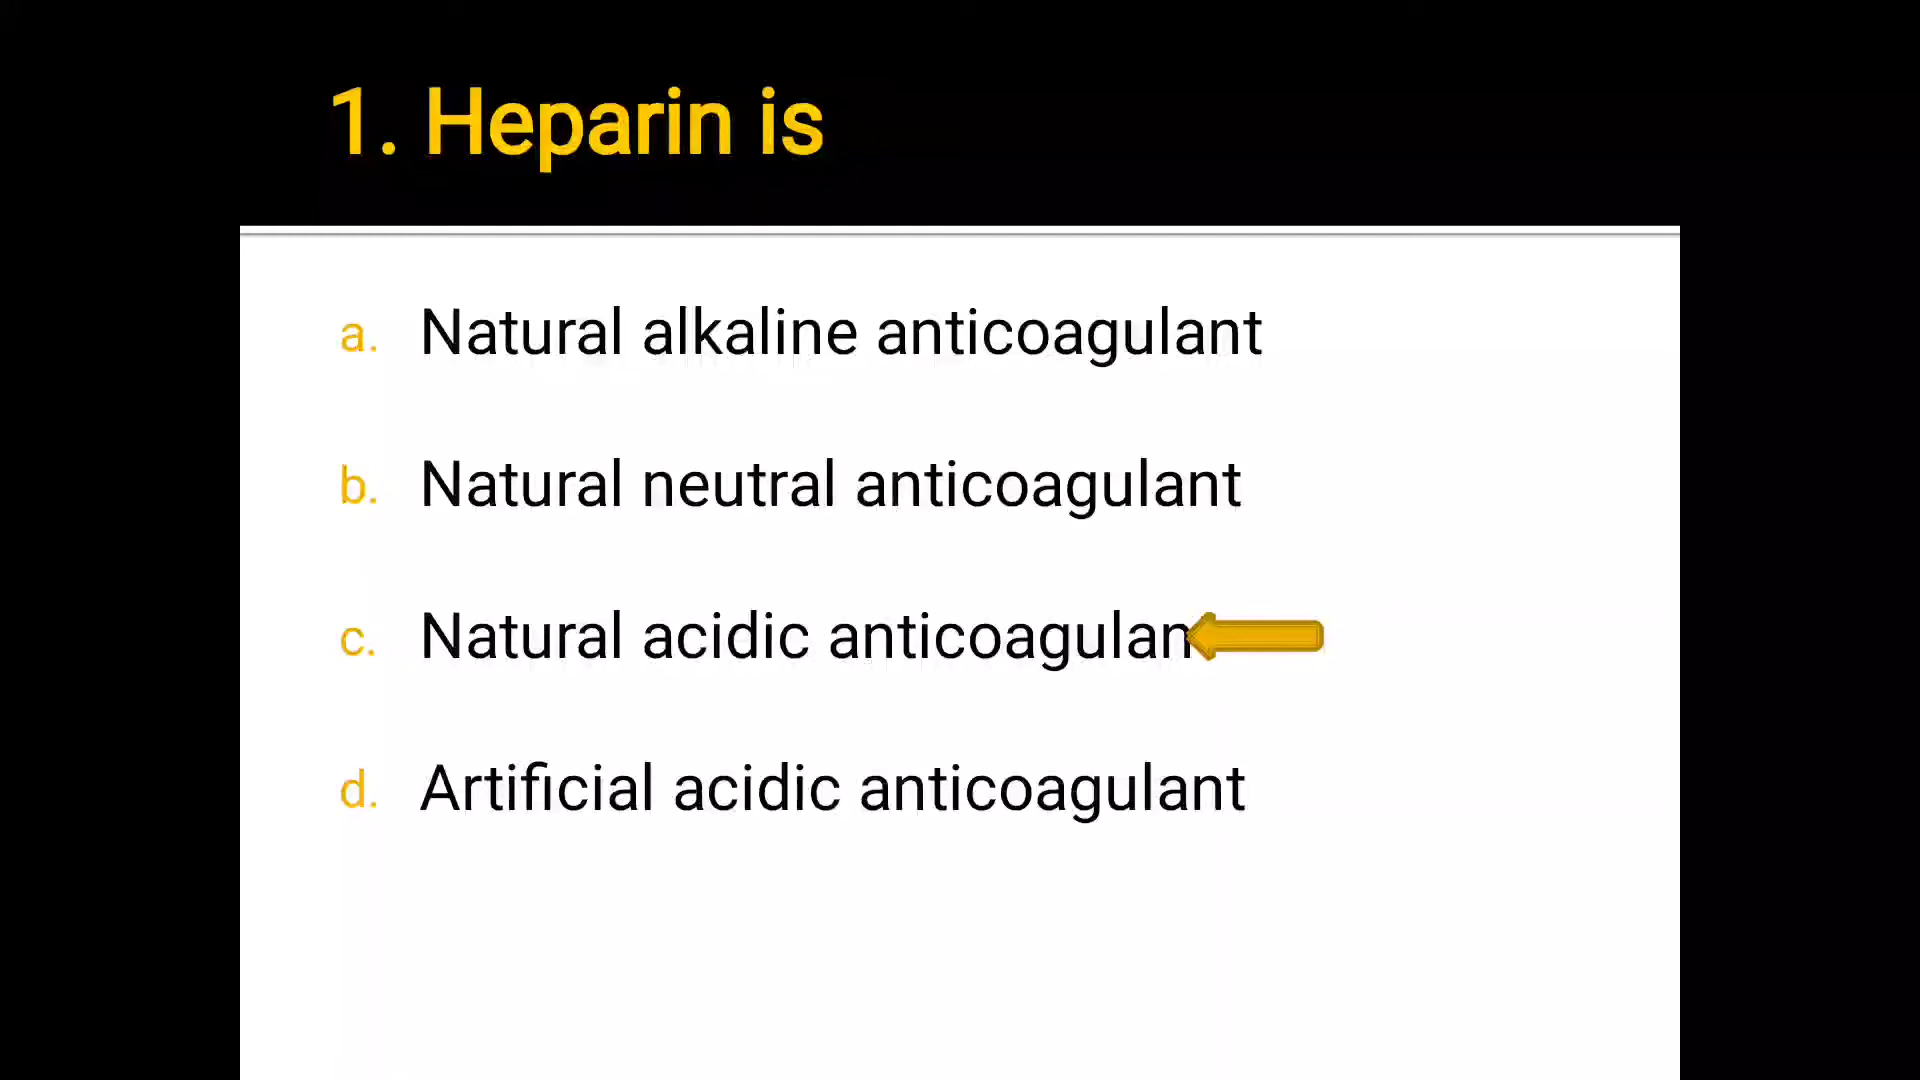 1. Heparin is
a. Natural alkaline anticoagulant
b. Natural neutral anticoagulant
c. Natural acidic anticoagulan
d. Artificial acidic anticoagulant